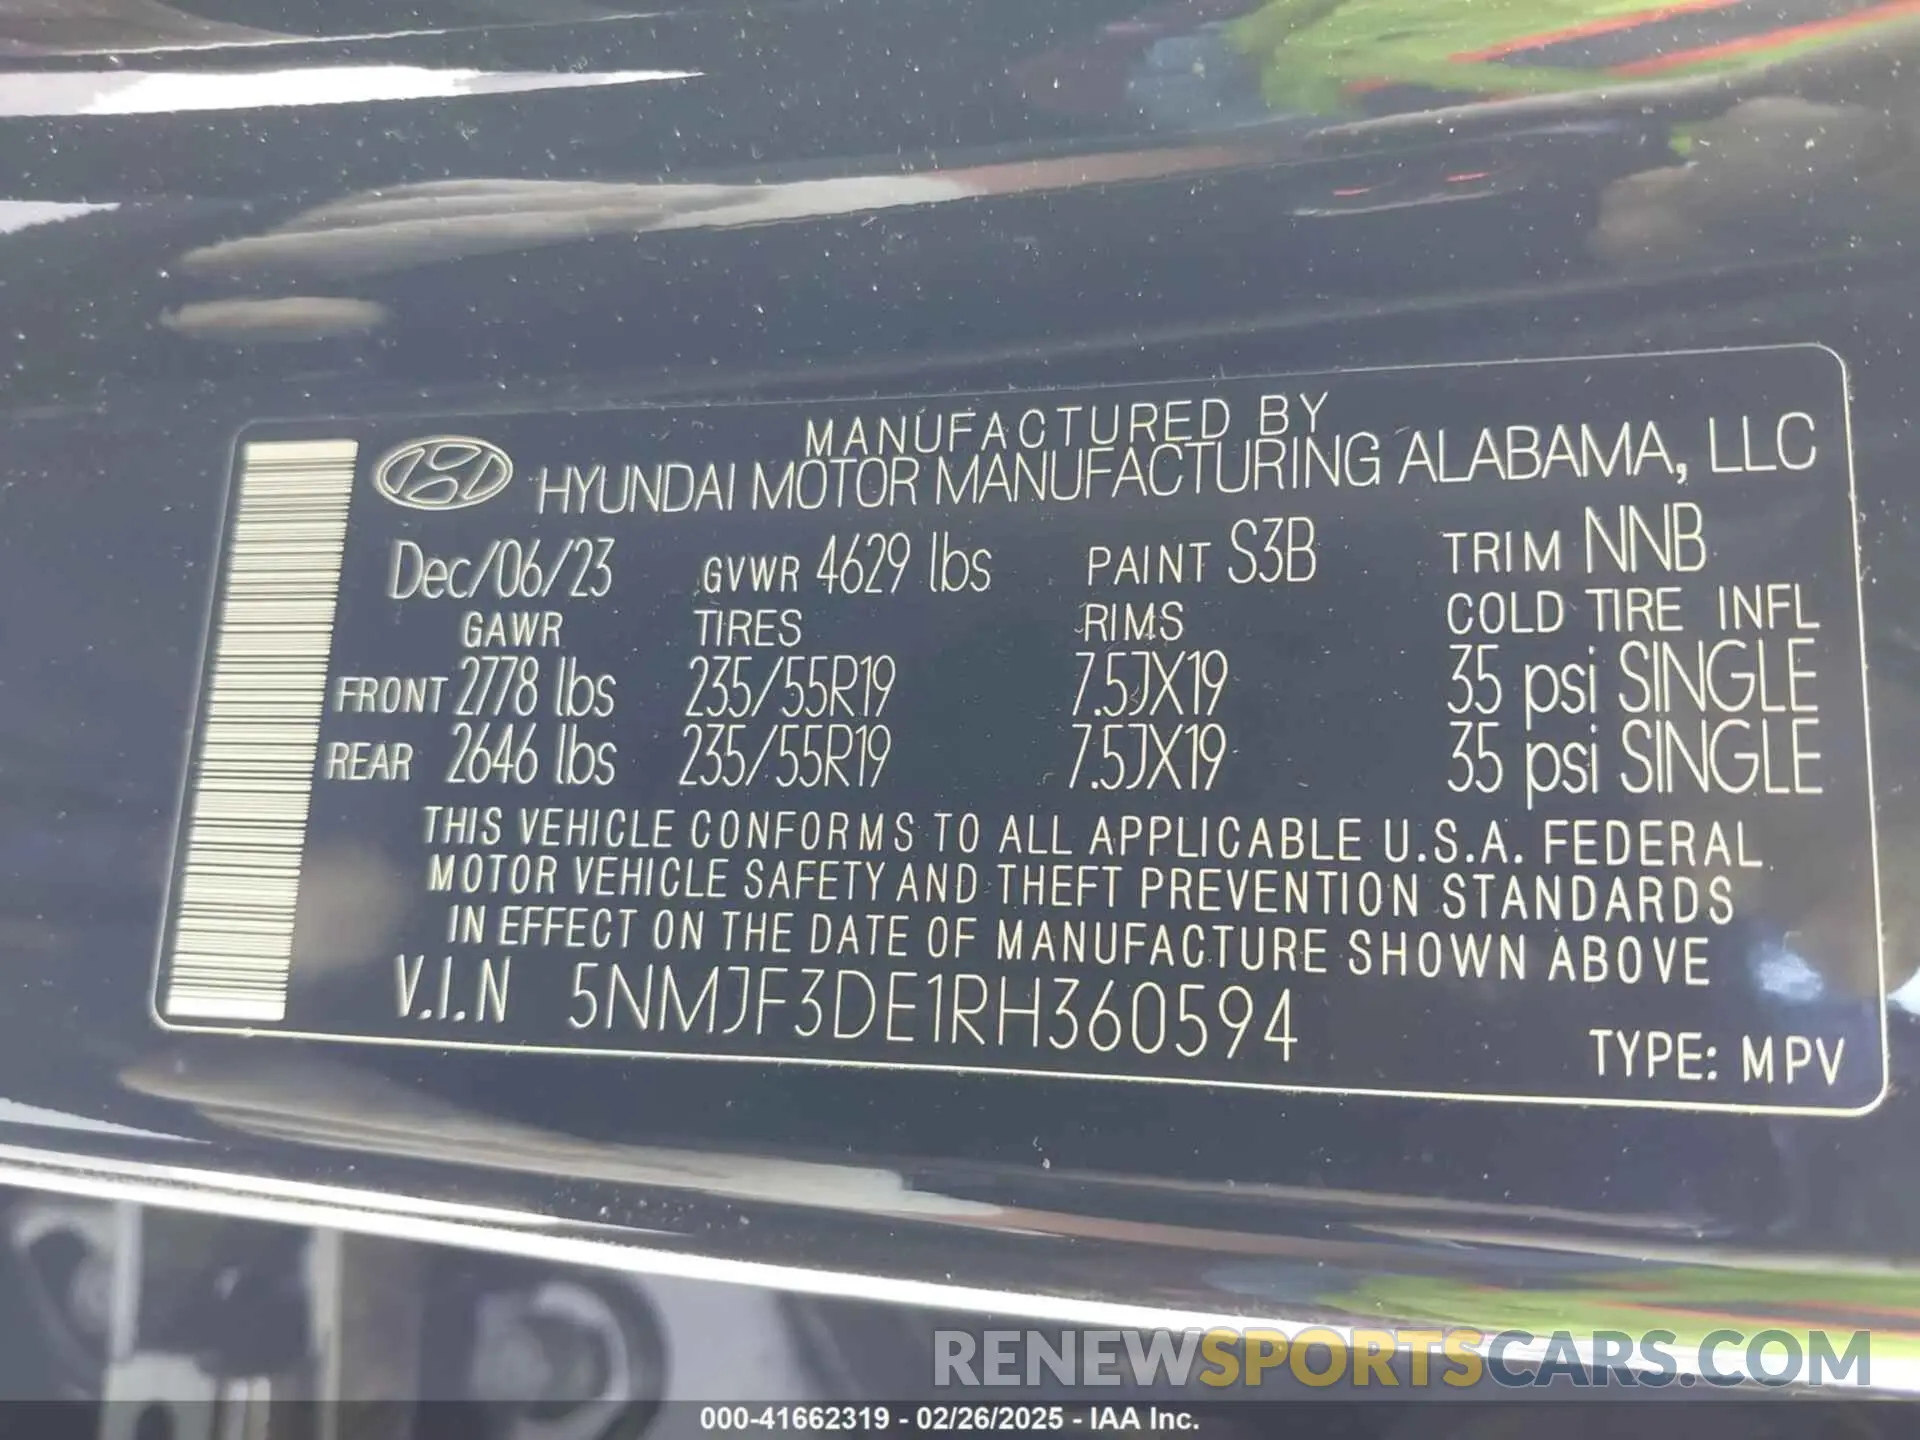 MANUFACTURED BY
HYUNDAI MOTOR MANUFACTURING ALABAMA, LLC
Dec/06/23 GVWR 4629 lbs PAINT S3B TRIM NNB
GAWR TIRES RIMS COLD TIRE INFL
FRONT 2778 lbs 235/55R19 7.5JX19 35 psi SINGLE
REAR 2646 lbs 235/55R19 7.5JX19 35 psi SINGLE
THIS VEHICLE CONFORMS TO ALL APPLICABLE U.S.A. FEDERAL
MOTOR VEHICLE SAFETY AND THEFT PREVENTION STANDARDS
IN EFFECT ON THE DATE OF MANUFACTURE SHOWN ABOVE
V.I.N 5NMJF3DE1RH360594
TYPE: MPV
RENEWSPORTSCARS.COM
000-41662319 - 02/26/2025 - IAA Inc.